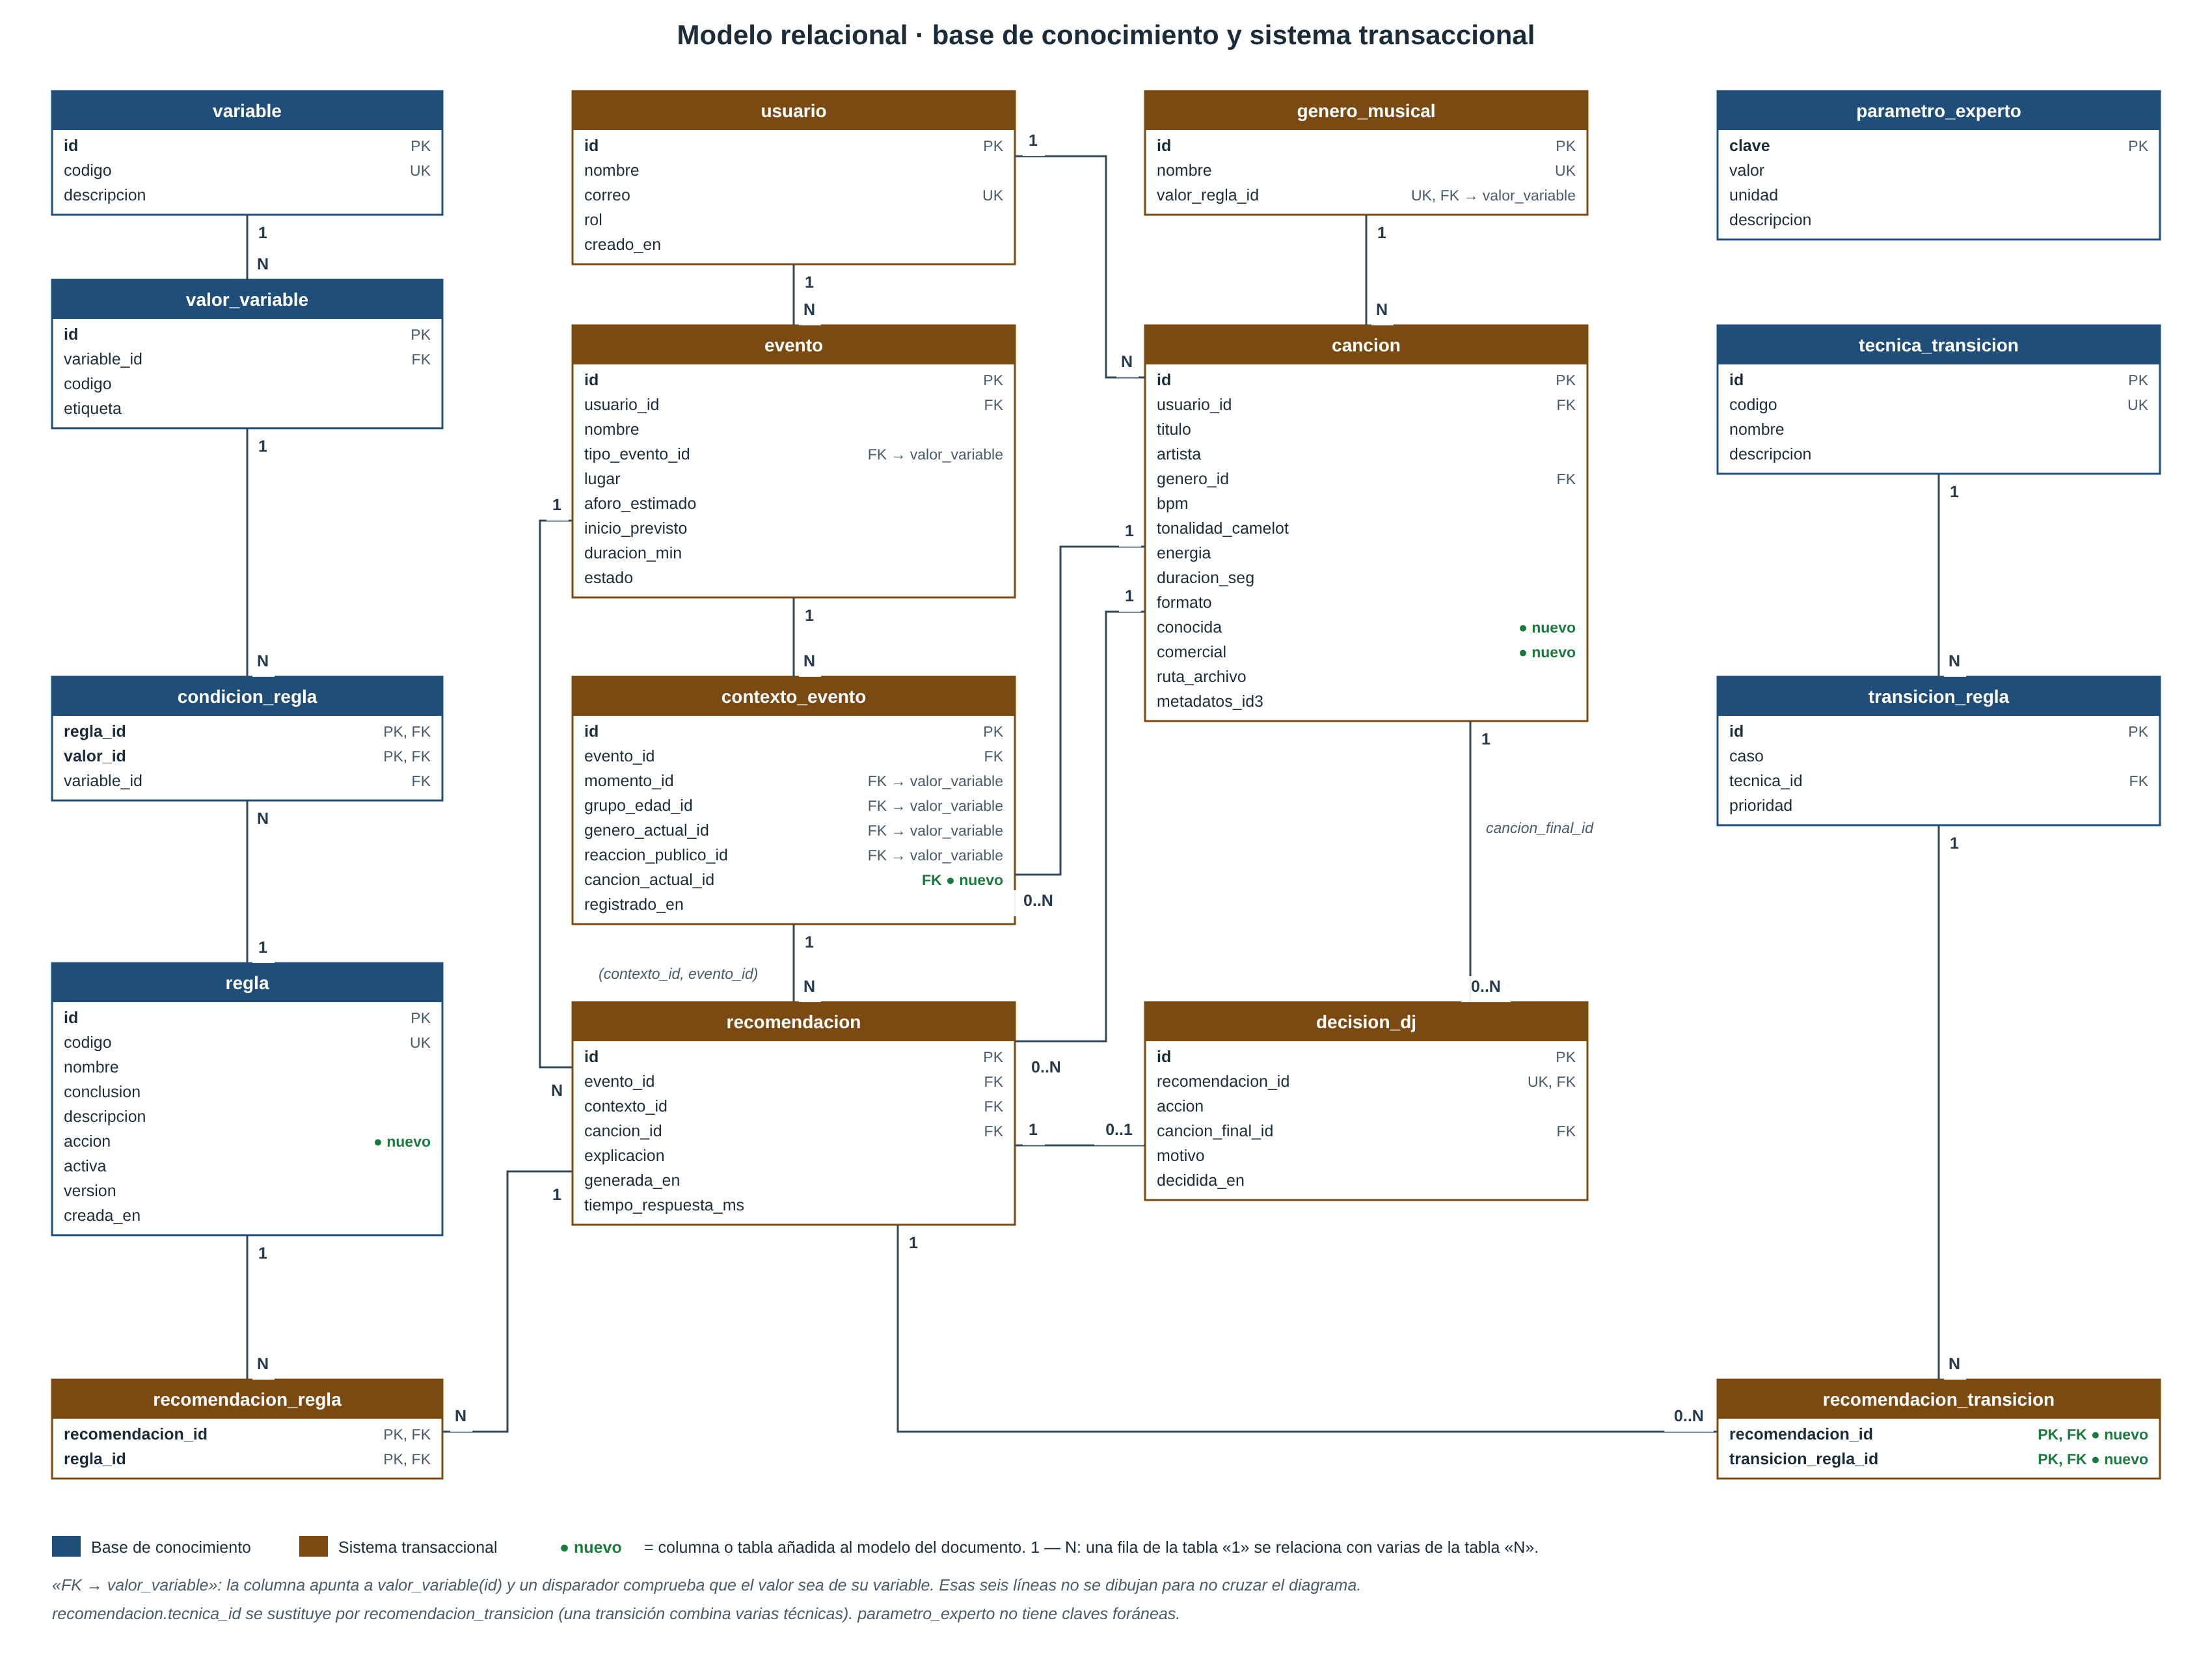 Modelo relacional · base de conocimiento y sistema transaccional
variable
id PK
codigo UK
descripcion
1
N
valor_variable
id PK
variable_id FK
codigo
etiqueta
1
N
condicion_regla
regla_id PK, FK
valor_id PK, FK
variable_id FK
N
1
regla
id PK
codigo UK
nombre
conclusion
descripcion
accion ● nuevo
activa
version
creada_en
1
N
recomendacion_regla
recomendacion_id PK, FK
regla_id PK, FK
N
usuario
id PK
nombre
correo UK
rol
creado_en
1
1
N
evento
id PK
usuario_id FK
nombre
tipo_evento_id FK → valor_variable
lugar
aforo_estimado
inicio_previsto
duracion_min
estado
1
1
N
contexto_evento
id PK
evento_id FK
momento_id FK → valor_variable
grupo_edad_id FK → valor_variable
genero_actual_id FK → valor_variable
reaccion_publico_id FK → valor_variable
cancion_actual_id FK ● nuevo
registrado_en
0..N
1
(contexto_id, evento_id)
N
recomendacion
id PK
evento_id FK
contexto_id FK
cancion_id FK
explicacion
generada_en
tiempo_respuesta_ms
0..N
N
1
1 0..1
1
genero_musical
id PK
nombre UK
valor_regla_id UK, FK → valor_variable
1
N
N
cancion
id PK
usuario_id FK
titulo
artista
genero_id FK
bpm
tonalidad_camelot
energia
duracion_seg
formato
conocida ● nuevo
comercial ● nuevo
ruta_archivo
metadatos_id3
1
1
1
cancion_final_id
0..N
decision_dj
id PK
recomendacion_id UK, FK
accion
cancion_final_id FK
motivo
decidida_en
parametro_experto
clave PK
valor
unidad
descripcion
tecnica_transicion
id PK
codigo UK
nombre
descripcion
1
N
transicion_regla
id PK
caso
tecnica_id FK
prioridad
1
N
0..N
recomendacion_transicion
recomendacion_id PK, FK ● nuevo
transicion_regla_id PK, FK ● nuevo
Base de conocimiento Sistema transaccional ● nuevo = columna o tabla añadida al modelo del documento. 1 — N: una fila de la tabla «1» se relaciona con varias de la tabla «N».
«FK → valor_variable»: la columna apunta a valor_variable(id) y un disparador comprueba que el valor sea de su variable. Esas seis líneas no se dibujan para no cruzar el diagrama.
recomendacion.tecnica_id se sustituye por recomendacion_transicion (una transición combina varias técnicas). parametro_experto no tiene claves foráneas.